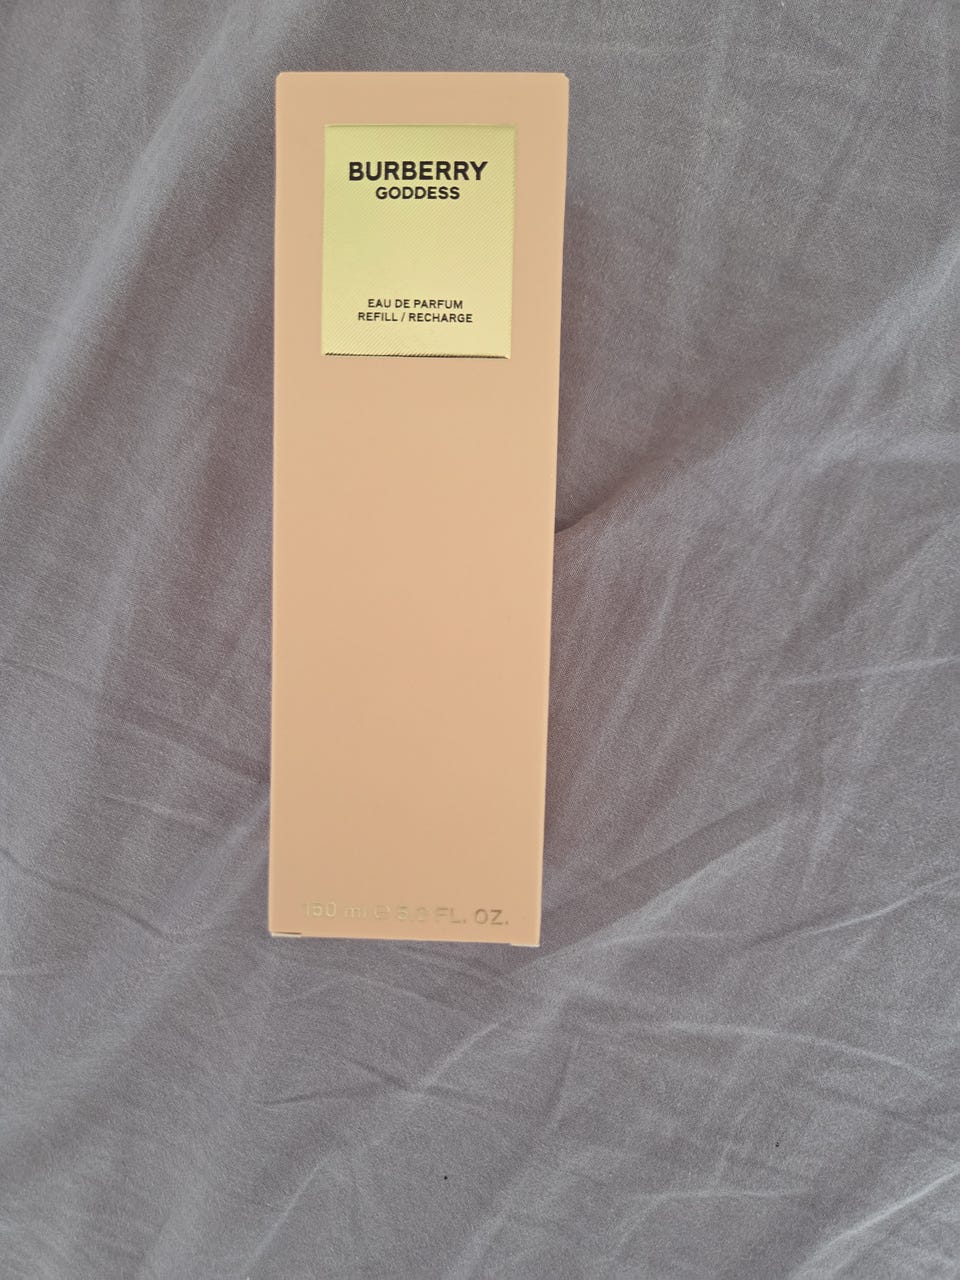 BURBERRY
GODDESS
EAU DE PARFUM
REFILL / RECHARGE
150 ml ℮ 5.0 FL. OZ.